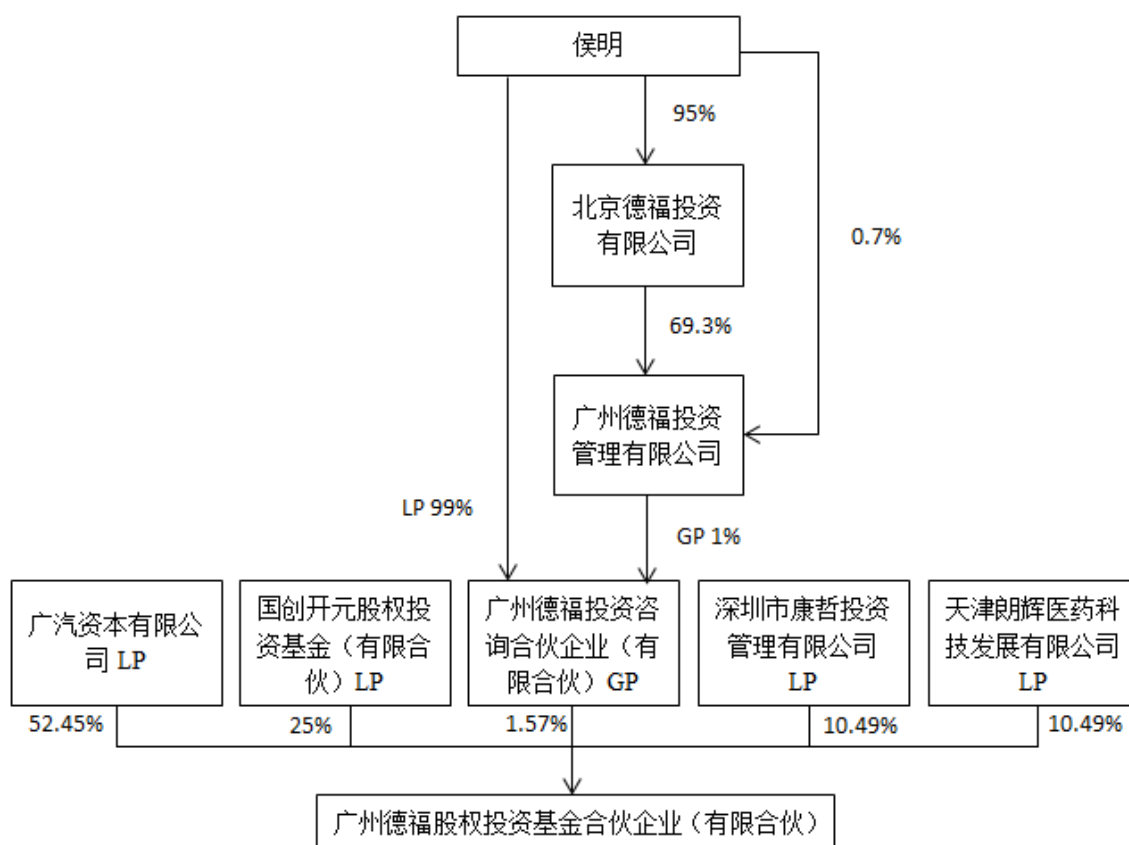 侯明
95%
北京德福投资
有限公司
0.7%
69.3%
广州德福投资
管理有限公司
LP 99%
GP 1%
广汽资本有限公
司 LP
国创开元股权投
资基金（有限合
伙）LP
广州德福投资咨
询合伙企业（有
限合伙）GP
深圳市康哲投资
管理有限公司
LP
天津朗辉医药科
技发展有限公司
LP
52.45%
25%
1.57%
10.49%
10.49%
广州德福股权投资基金合伙企业（有限合伙）